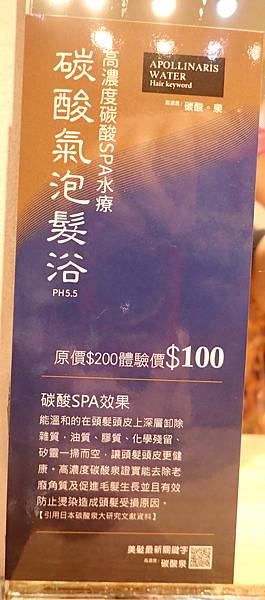 APOLLINARIS
WATER
Hair keyword
高濃度|碳酸。泉
高濃度碳酸SPA水療
碳酸氣泡髮浴
PH5.5
原價$200體驗價$100
碳酸SPA效果
能溫和的在頭髮頭皮上深層卸除
雜質，油質、膠質、化學殘留、
矽靈一掃而空，讓頭髮頭皮更健
康。高濃度碳酸泉證實能去除老
廢角質及促進毛髮生長並且有效
防止燙染造成頭髮受損原因。
【引用日本碳酸泉大研究文獻資料】
美髮最新關鍵字
高濃度|碳酸泉